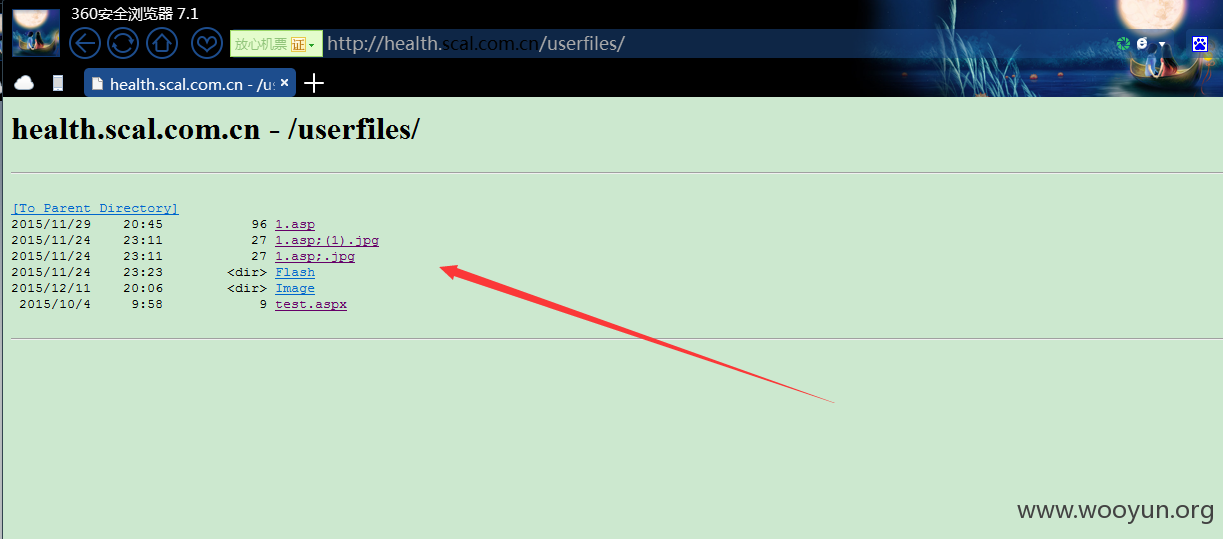 360安全浏览器 7.1
放心机票 证 http://health.scal.com.cn/userfiles/
health.scal.com.cn - /us
health.scal.com.cn - /userfiles/
[To Parent Directory]
2015/11/29 20:45 96 1.asp
2015/11/24 23:11 27 1.asp;(1).jpg
2015/11/24 23:11 27 1.asp;.jpg
2015/11/24 23:23 <dir> Flash
2015/12/11 20:06 <dir> Image
2015/10/4 9:58 9 test.aspx
www.wooyun.org